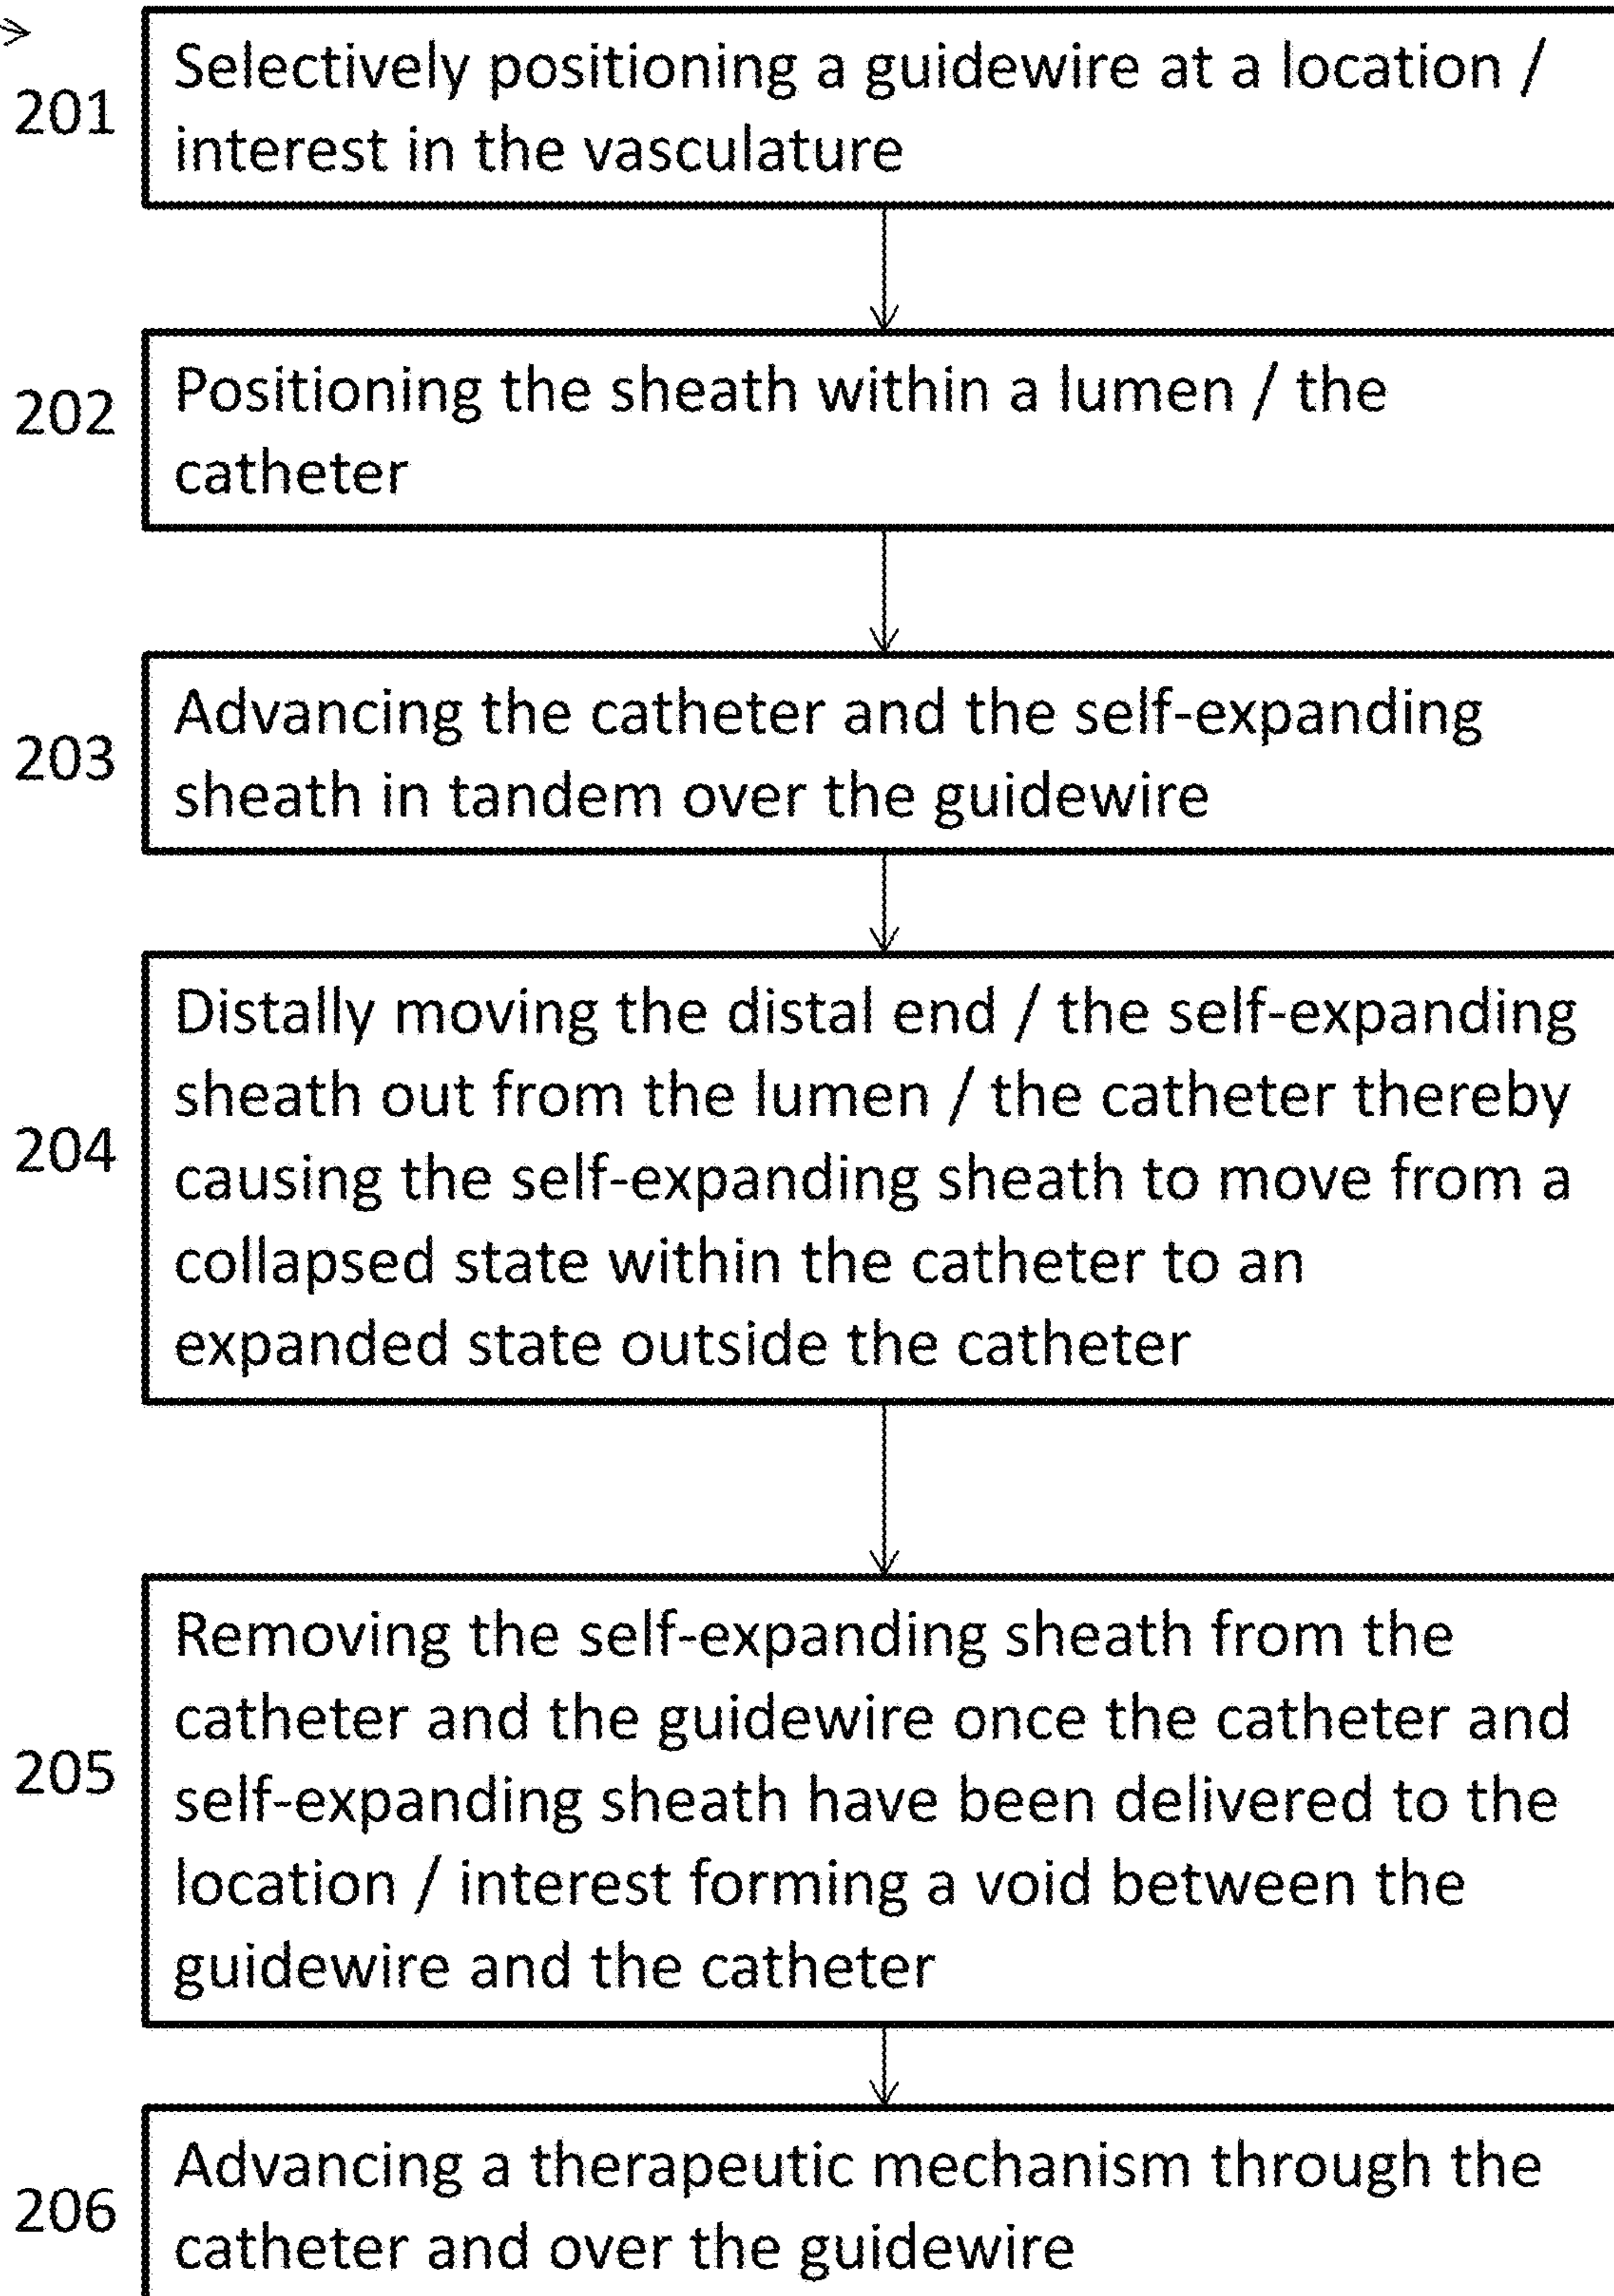 201
Selectively positioning a guidewire at a location /
interest in the vasculature
202
Positioning the sheath within a lumen / the
catheter
203
Advancing the catheter and the self-expanding
sheath in tandem over the guidewire
204
Distally moving the distal end / the self-expanding
sheath out from the lumen / the catheter thereby
causing the self-expanding sheath to move from a
collapsed state within the catheter to an
expanded state outside the catheter
205
Removing the self-expanding sheath from the
catheter and the guidewire once the catheter and
self-expanding sheath have been delivered to the
location / interest forming a void between the
guidewire and the catheter
206
Advancing a therapeutic mechanism through the
catheter and over the guidewire